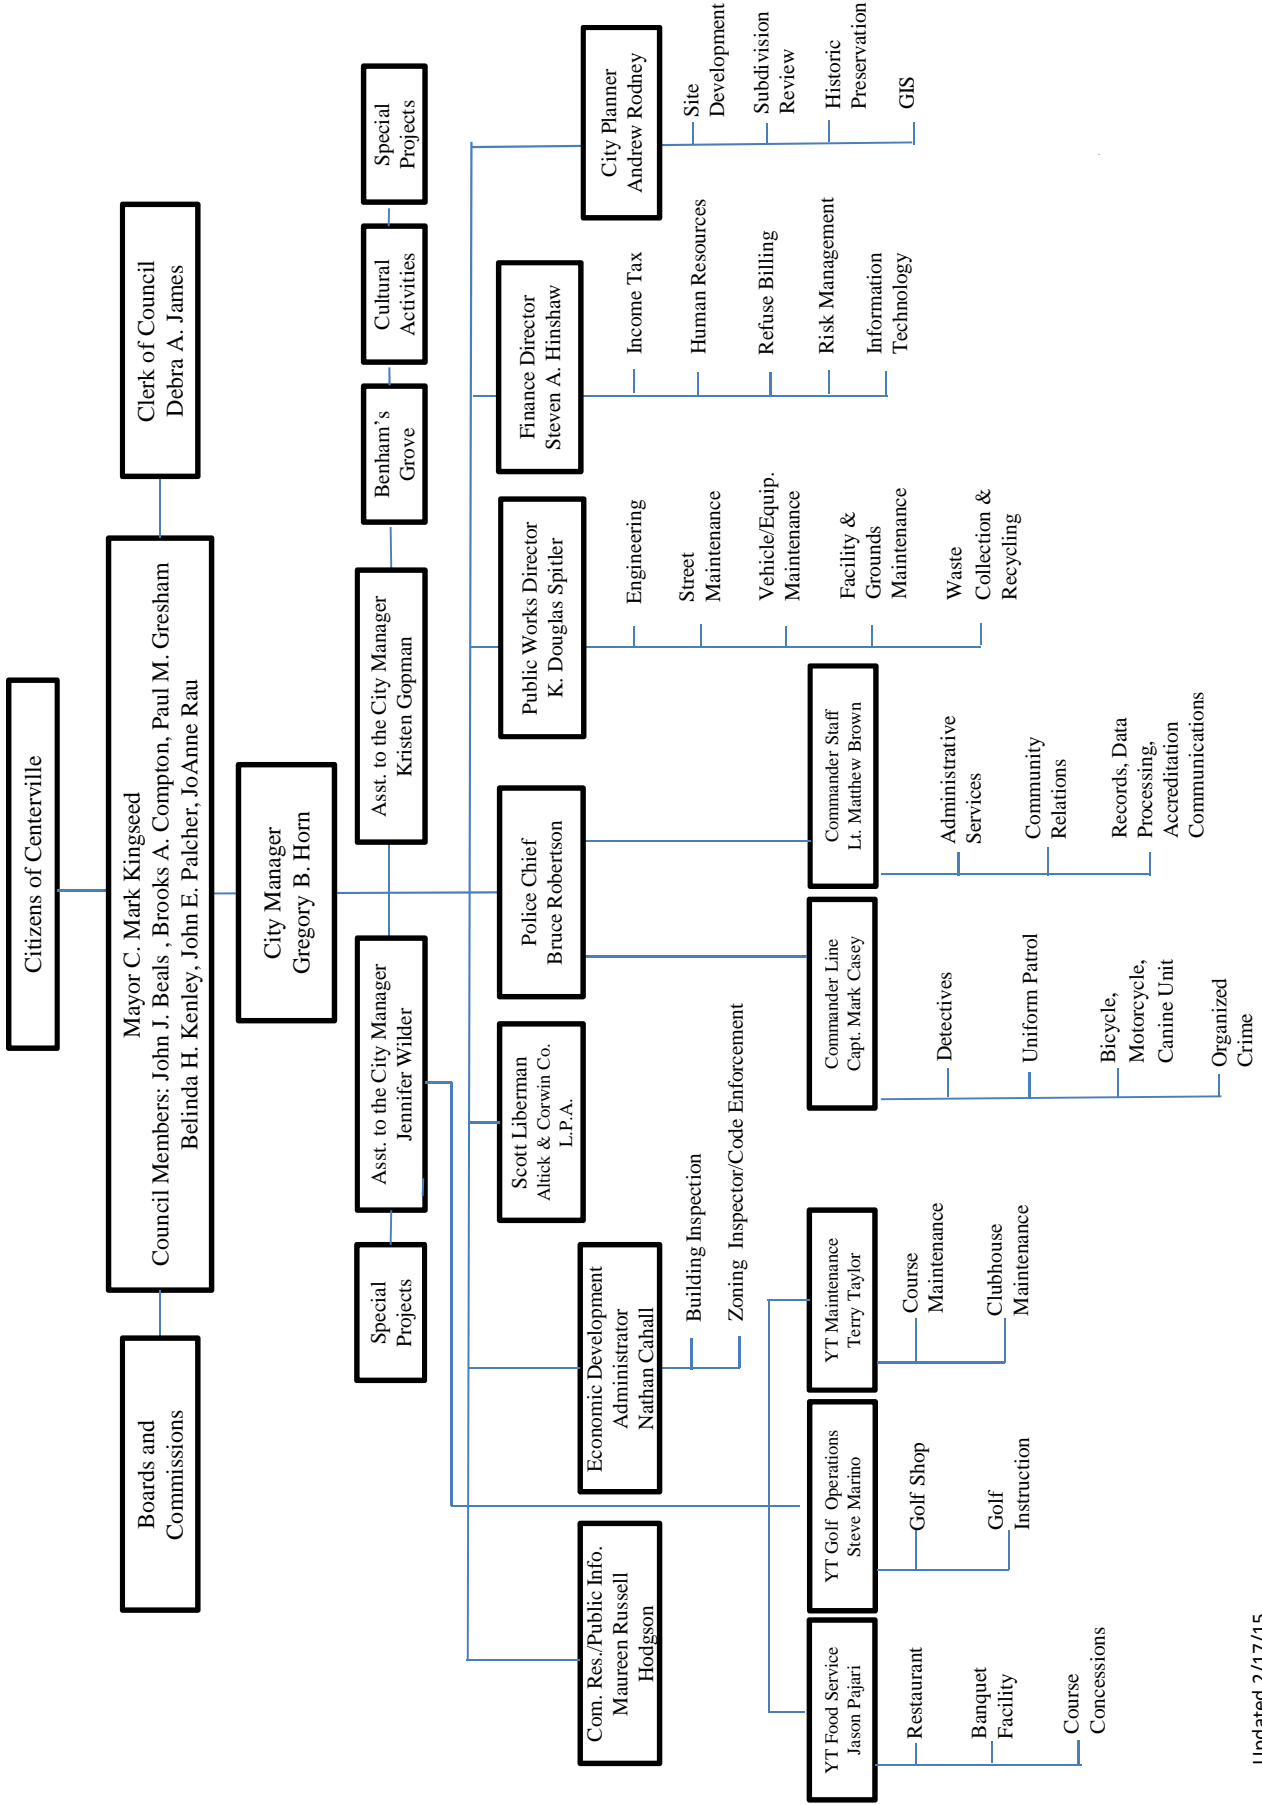 Citizens of Centerville
Boards and
Commissions
Mayor C. Mark Kingseed
Council Members: John J. Beals , Brooks A. Compton, Paul M. Gresham
Belinda H. Kenley, John E. Palcher, JoAnne Rau
Clerk of Council
Debra A. James
City Manager
Gregory B. Horn
Special
Projects
Asst. to the City Manager
Jennifer Wilder
Asst. to the City Manager
Kristen Gopman
Benham's
Grove
Cultural
Activities
Special
Projects
Com. Res./Public Info.
Maureen Russell
Hodgson
Economic Development
Administrator
Nathan Cahall
Building Inspection
Zoning Inspector/Code Enforcement
Scott Liberman
Altick & Corwin Co.
L.P.A.
Police Chief
Bruce Robertson
Public Works Director
K. Douglas Spitler
Engineering
Street
Maintenance
Vehicle/Equip.
Maintenance
Facility &
Grounds
Maintenance
Waste
Collection &
Recycling
Finance Director
Steven A. Hinshaw
Income Tax
Human Resources
Refuse Billing
Risk Management
Information
Technology
City Planner
Andrew Rodney
Site
Development
Subdivision
Review
Historic
Preservation
GIS
YT Food Service
Jason Pajari
Restaurant
Banquet
Facility
Course
Concessions
YT Golf Operations
Steve Marino
Golf Shop
Golf
Instruction
YT Maintenance
Terry Taylor
Course
Maintenance
Clubhouse
Maintenance
Commander Line
Capt. Mark Casey
Detectives
Uniform Patrol
Bicycle,
Motorcycle,
Canine Unit
Organized
Crime
Commander Staff
Lt. Matthew Brown
Administrative
Services
Community
Relations
Records, Data
Processing,
Accreditation
Communications
Updated 2/17/15